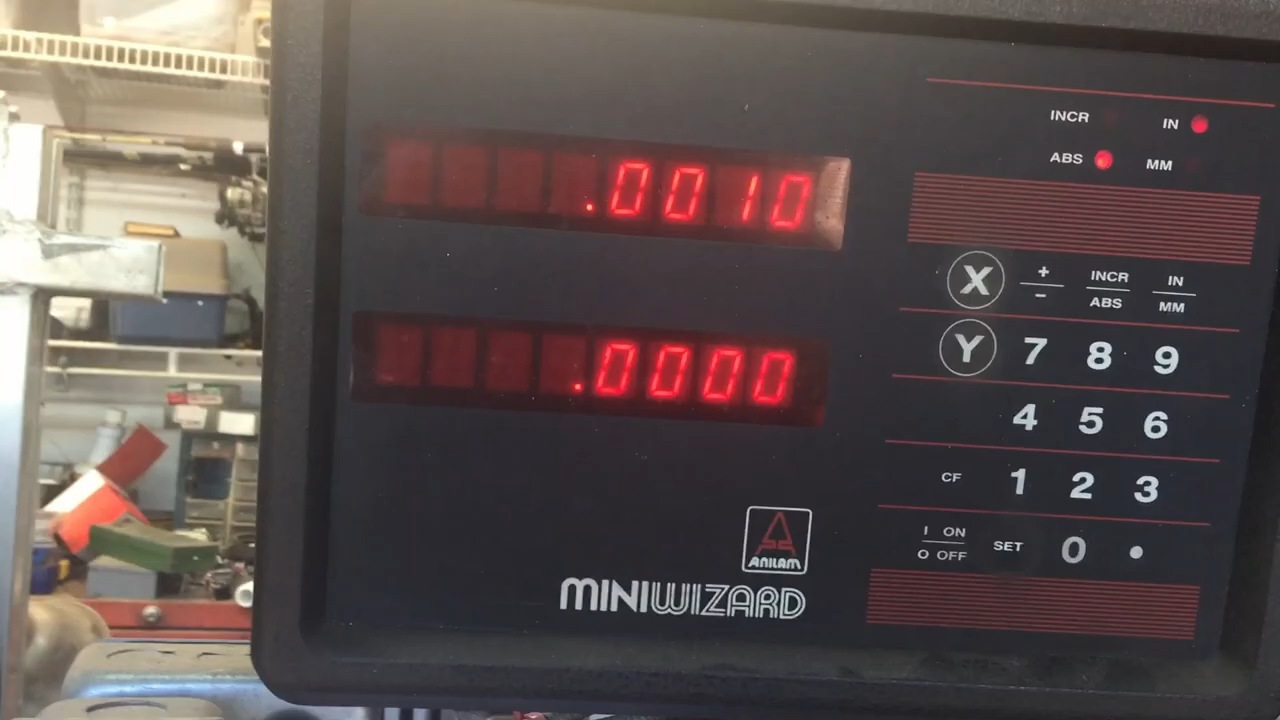 INCR IN
ABS MM
.0010
X + - INCR ABS IN MM
.0000
Y 7 8 9
4 5 6
CF 1 2 3
I ON O OFF SET 0 .
ANILAM
MINIWIZARD